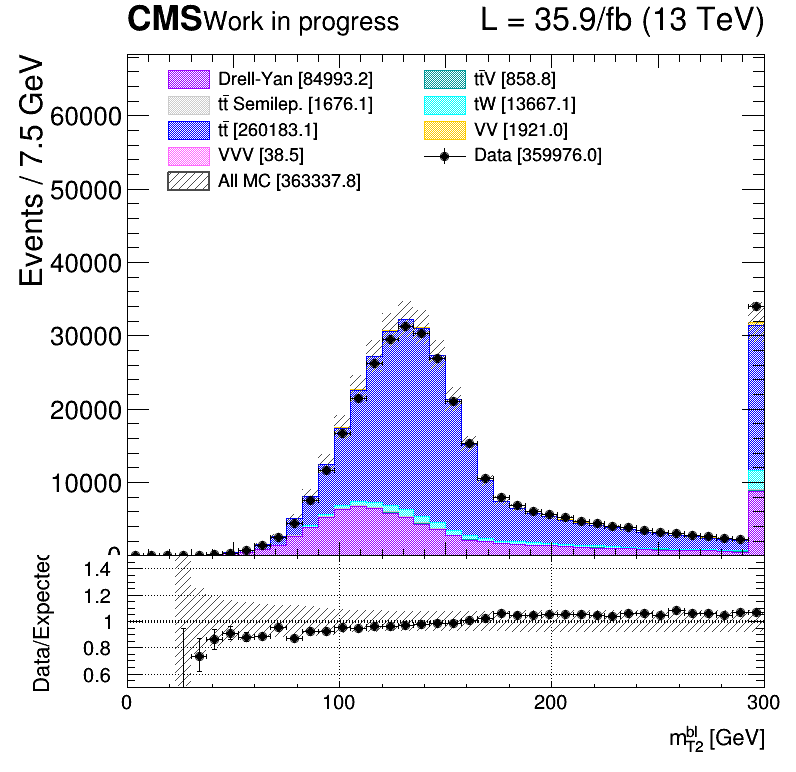 CMS Work in progress L = 35.9/fb (13 TeV)
Events / 7.5 GeV
Drell-Yan [84993.2]
tt̄ Semilep. [1676.1]
tt̄ [260183.1]
VVV [38.5]
All MC [363337.8]
tt̄V [858.8]
tW [13667.1]
VV [1921.0]
Data [359976.0]
60000
50000
40000
30000
20000
10000
0
Data/Expected
1.4
1.2
1
0.8
0.6
0 100 200 300
m_{T2}^{bl} [GeV]